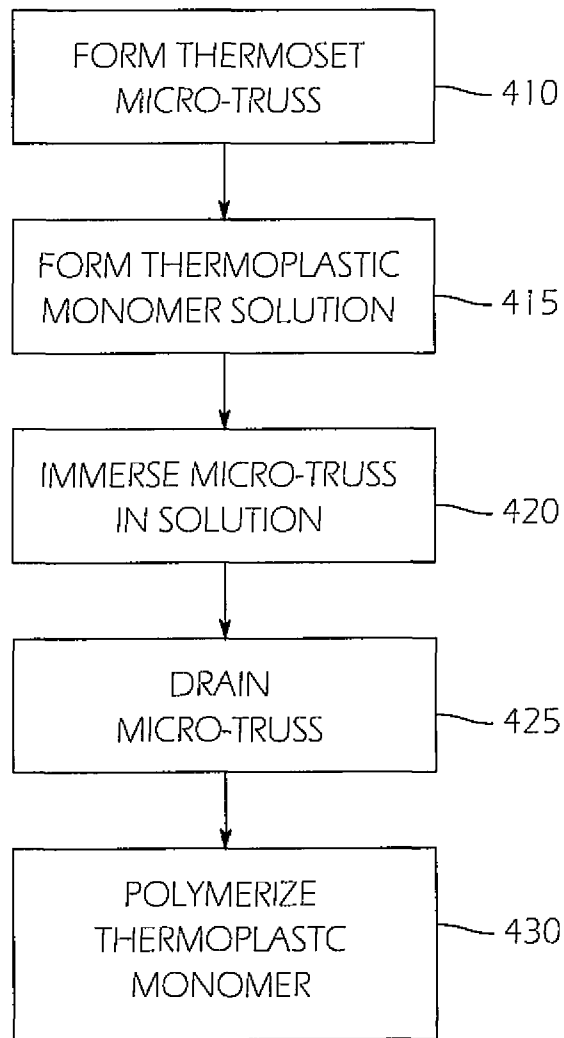 FORM THERMOSET
MICRO-TRUSS
410
FORM THERMOPLASTIC
MONOMER SOLUTION
415
IMMERSE MICRO-TRUSS
IN SOLUTION
420
DRAIN
MICRO-TRUSS
425
POLYMERIZE
THERMOPLASTC
MONOMER
430